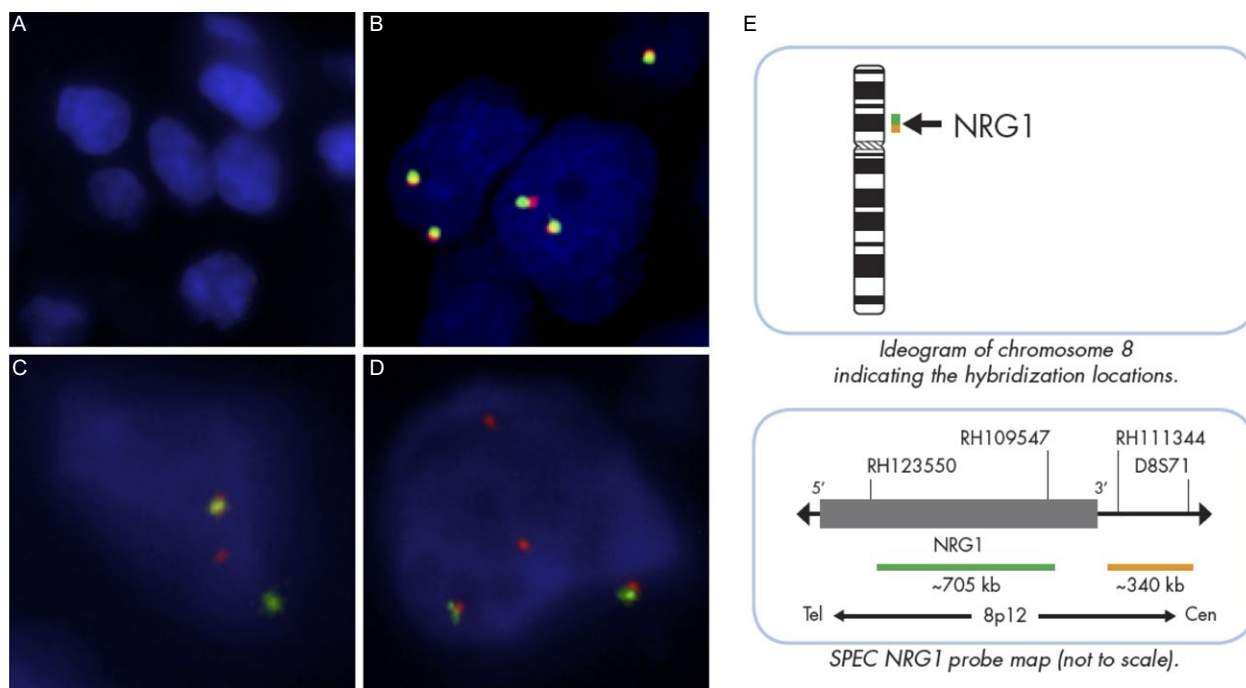 A
B
C
D
E
NRG1
Ideogram of chromosome 8
indicating the hybridization locations.
RH109547
RH111344
RH123550
D8S71
5’
3’
NRG1
~705 kb
~340 kb
Tel
8p12
Cen
SPEC NRG1 probe map (not to scale).